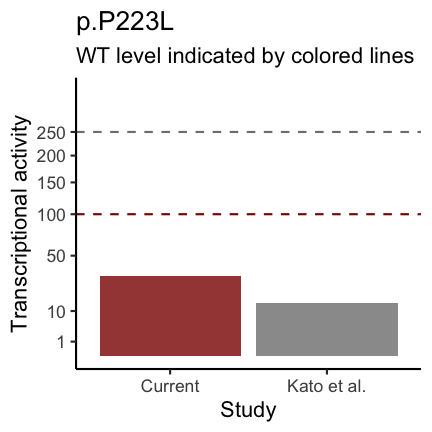 p.P223L
WT level indicated by colored lines
Transcriptional activity
250
200
150
100
50
10
1
Current
Kato et al.
Study